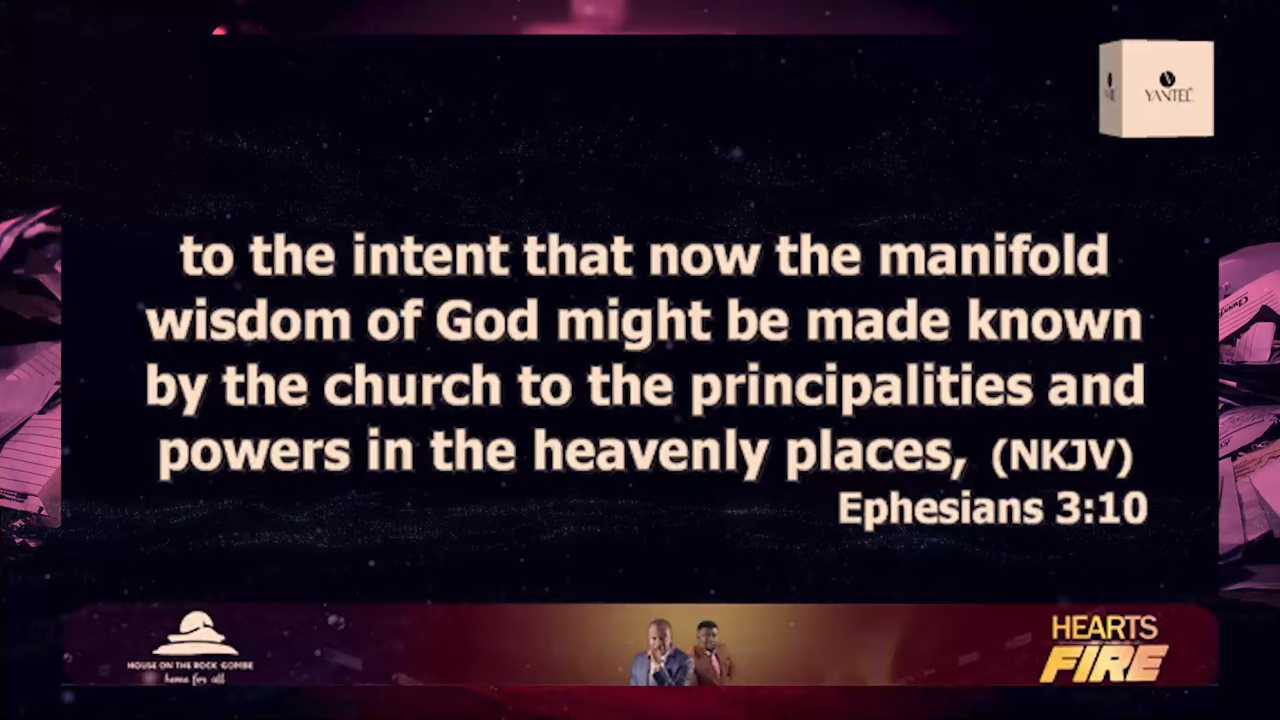 YANTEL
to the intent that now the manifold
wisdom of God might be made known
by the church to the principalities and
powers in the heavenly places, (NKJV)
Ephesians 3:10
HOUSE ON THE ROCK GOMBE
home for all
HEARTS
FIRE